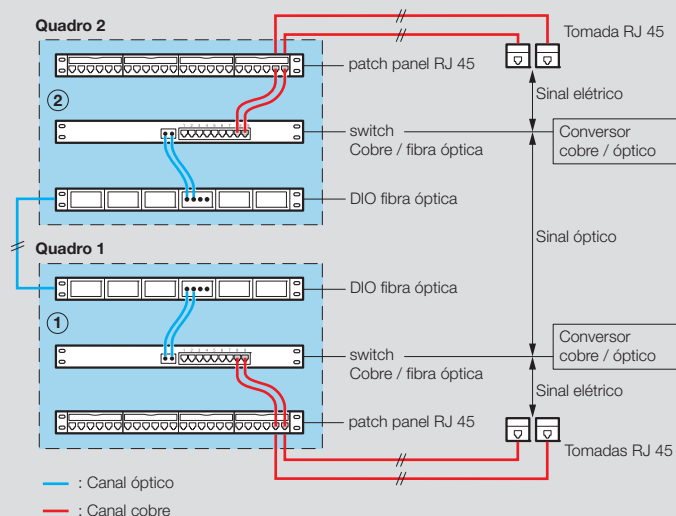 Quadro 2
Tomada RJ 45
patch panel RJ 45
Sinal elétrico
2
switch
Cobre / fibra óptica
Conversor
cobre / óptico
DIO fibra óptica
Sinal óptico
Quadro 1
DIO fibra óptica
1
switch
Cobre / fibra óptica
Conversor
cobre / óptico
Sinal elétrico
patch panel RJ 45
Tomadas RJ 45
: Canal óptico
: Canal cobre